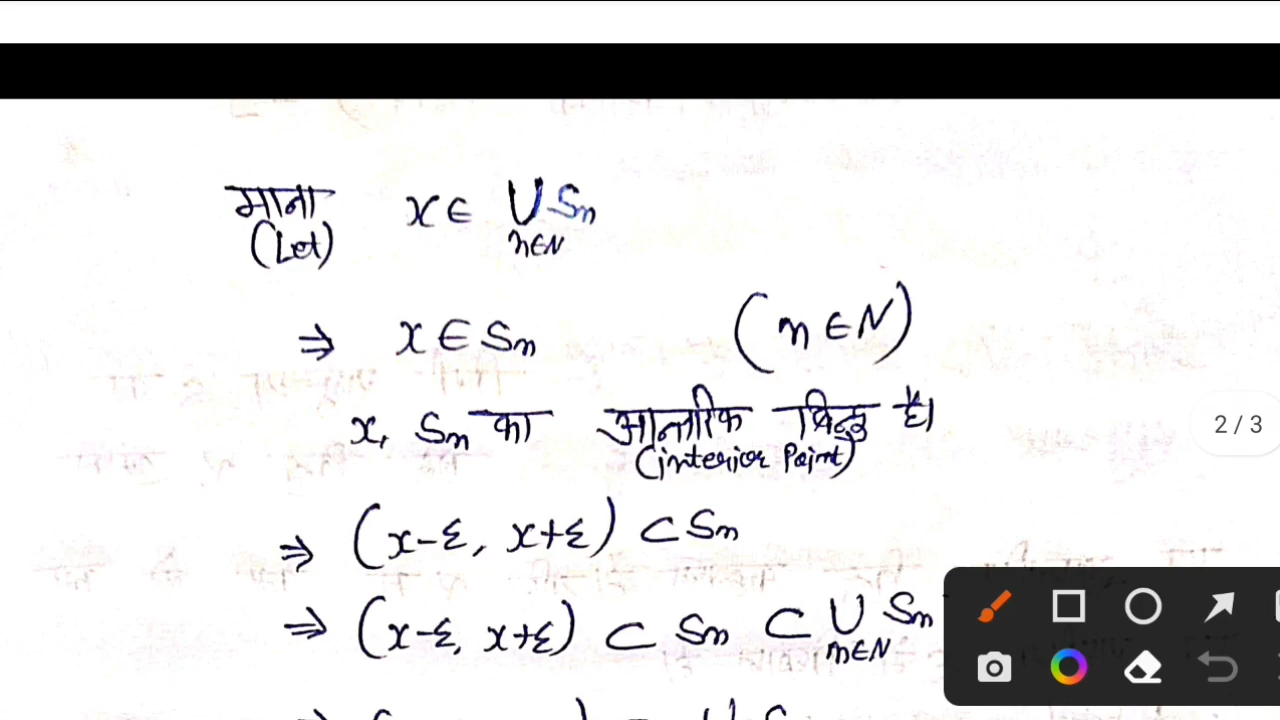 माना x ∈ ∪ Sn
(Let) n∈N
⇒ x ∈ Sn (n ∈ N)
x, Sn का आन्तरिक बिन्दु है।
(interior Point)
2 / 3
⇒ (x-ε, x+ε) ⊂ Sn
⇒ (x-ε, x+ε) ⊂ Sn ⊂ ∪ Sn
n∈N